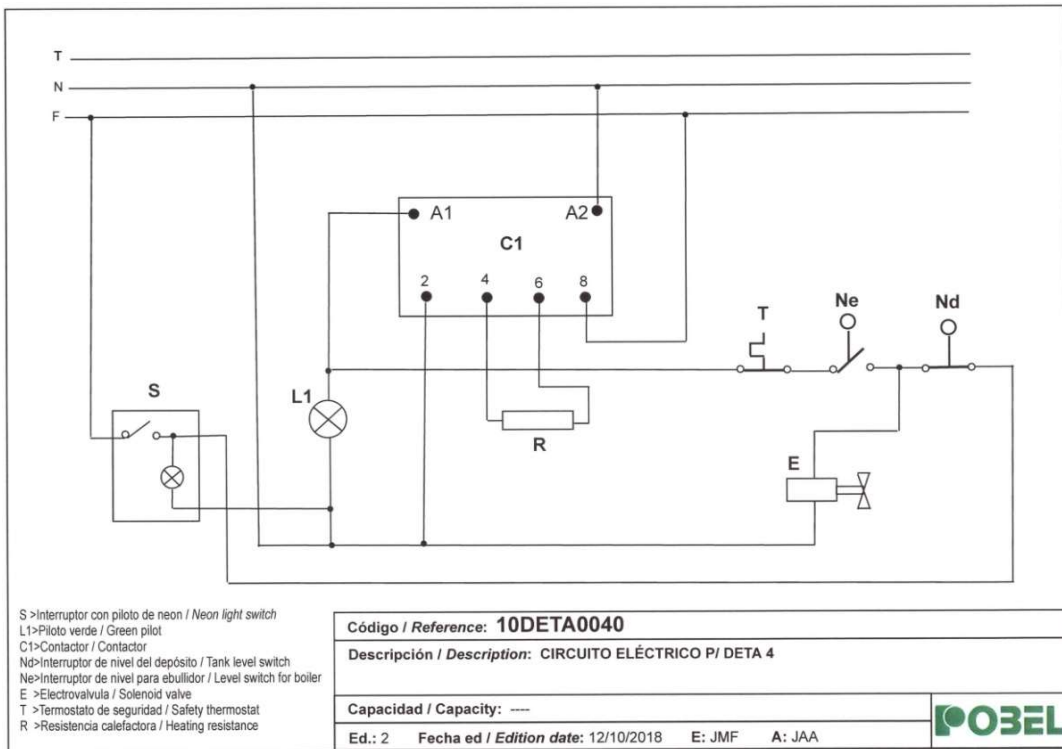 T
N
F
A1
A2
C1
2
4
6
8
T
Ne
Nd
S
L1
R
E
S >Interruptor con piloto de neon / Neon light switch
L1>Piloto verde / Green pilot
C1>Contactor / Contactor
Nd>Interruptor de nivel del depósito / Tank level switch
Ne>Interruptor de nivel para ebullidor / Level switch for boiler
E >Electrovalvula / Solenoid valve
T >Termostato de seguridad / Safety thermostat
R >Resistencia calefactora / Heating resistance
Código / Reference: 10DETA0040
Descripción / Description: CIRCUITO ELÉCTRICO P/ DETA 4
Capacidad / Capacity: ----
Ed.: 2 Fecha ed / Edition date: 12/10/2018 E: JMF A: JAA
POBEL